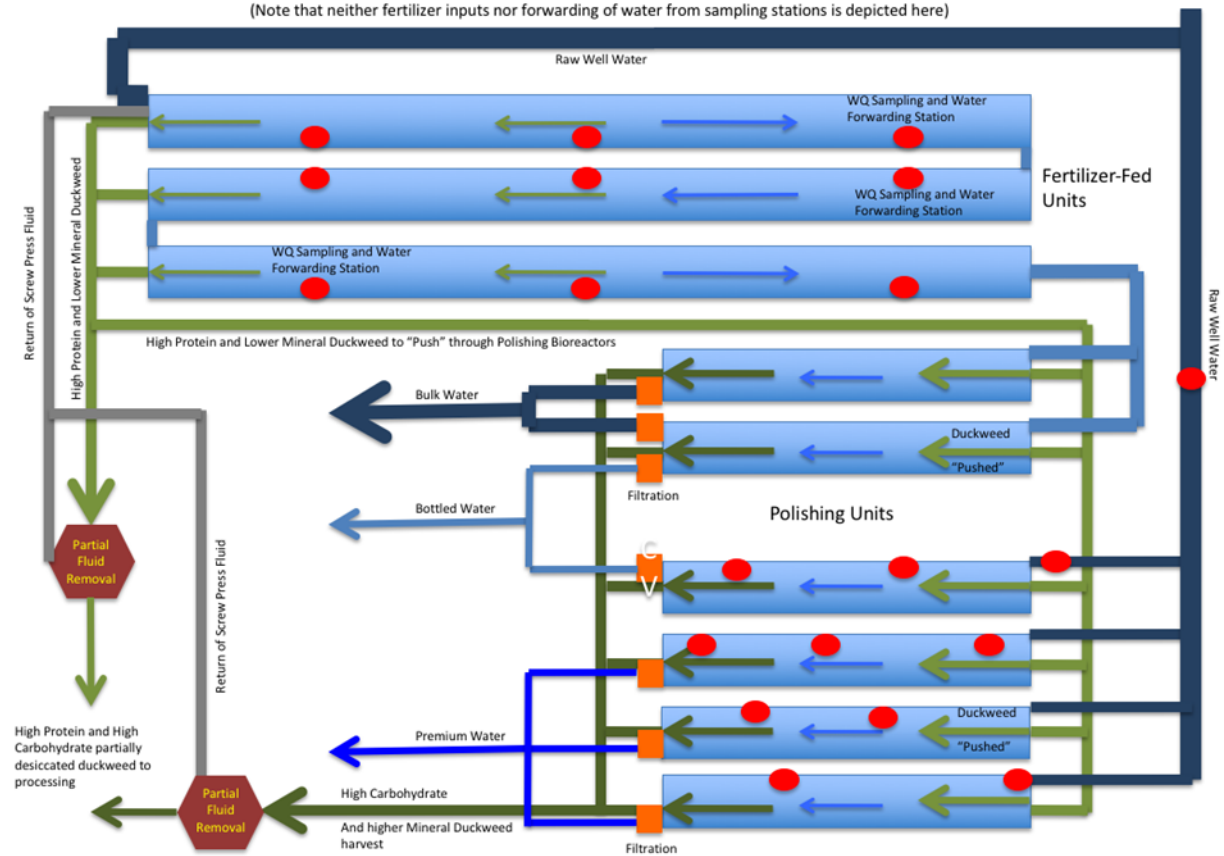 (Note that neither fertilizer inputs nor forwarding of water from sampling stations is depicted here)
Raw Well Water
WQ Sampling and Water
Forwarding Station
Fertilizer-Fed
Units
WQ Sampling and Water
Forwarding Station
WQ Sampling and Water
Forwarding Station
Return of Screw Press Fluid
High Protein and Lower Mineral Duckweed
Raw Well Water
High Protein and Lower Mineral Duckweed to “Push” through Polishing Bioreactors
Bulk Water
Duckweed
“Pushed”
Filtration
Bottled Water
Polishing Units
Partial
Fluid
Removal
C
V
Return of Screw Press Fluid
High Protein and High
Carbohydrate partially
desiccated duckweed to
processing
Premium Water
Duckweed
“Pushed”
Partial
Fluid
Removal
High Carbohydrate
And higher Mineral Duckweed
harvest
Filtration